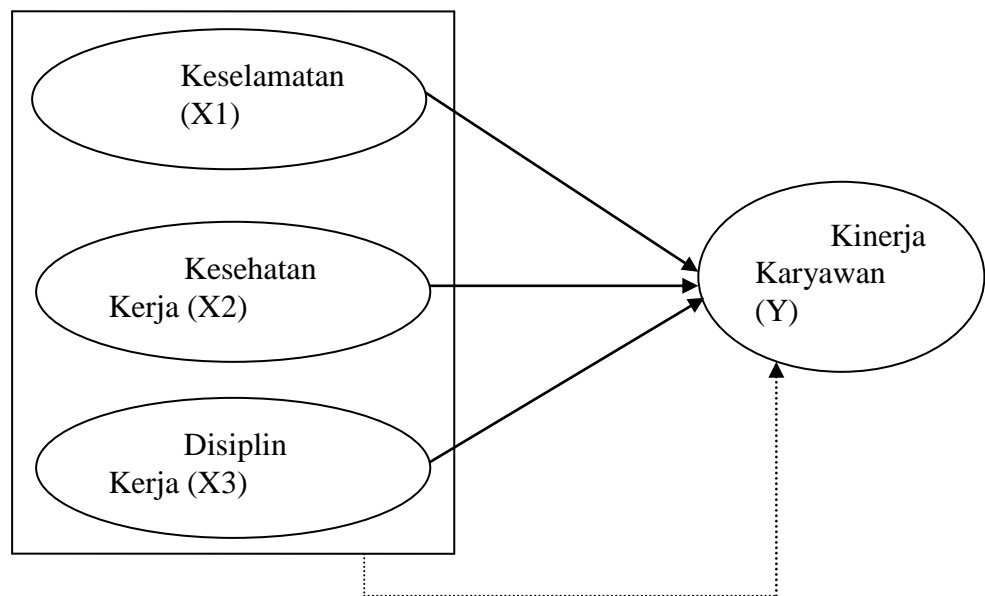 Keselamatan
(X1)
Kesehatan
Kerja (X2)
Disiplin
Kerja (X3)
Kinerja
Karyawan
(Y)